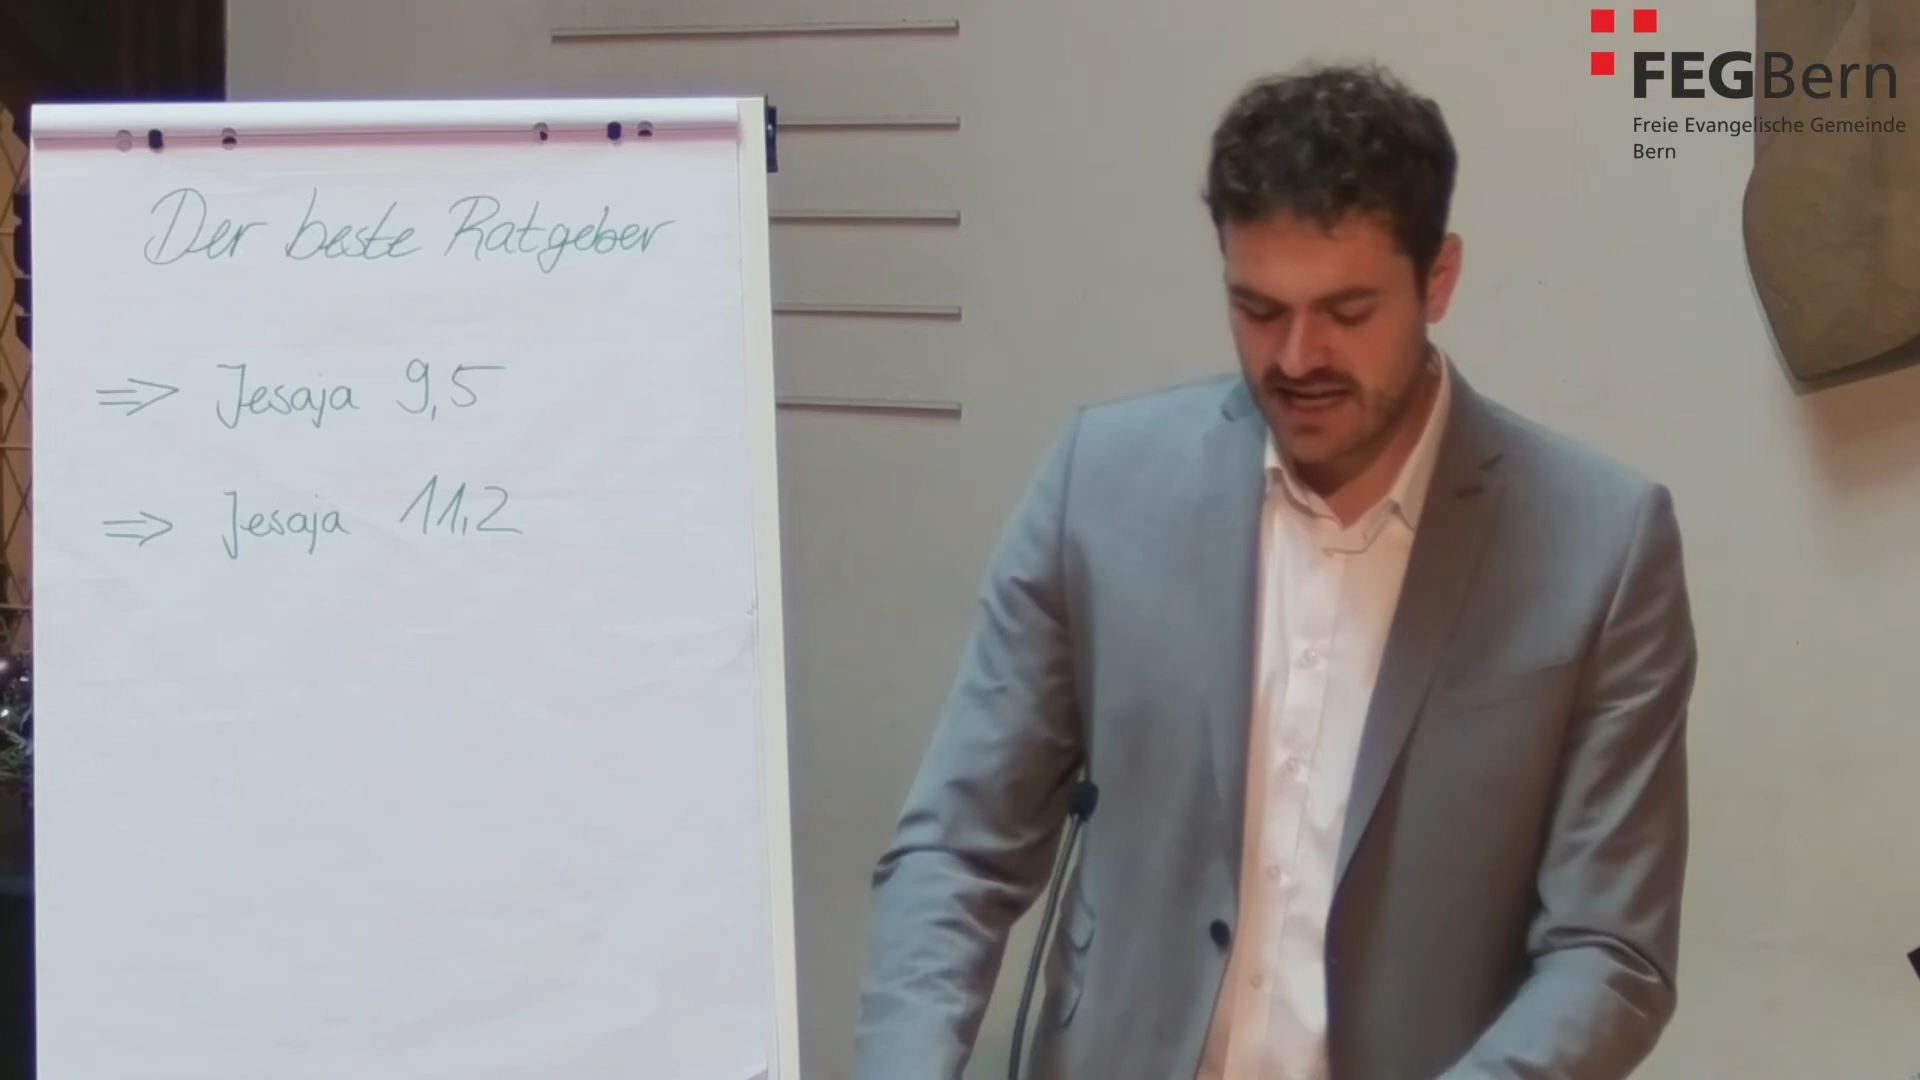 Der beste Ratgeber
⇒ Jesaja 9,5
⇒ Jesaja 11,2
FEGBern
Freie Evangelische Gemeinde
Bern